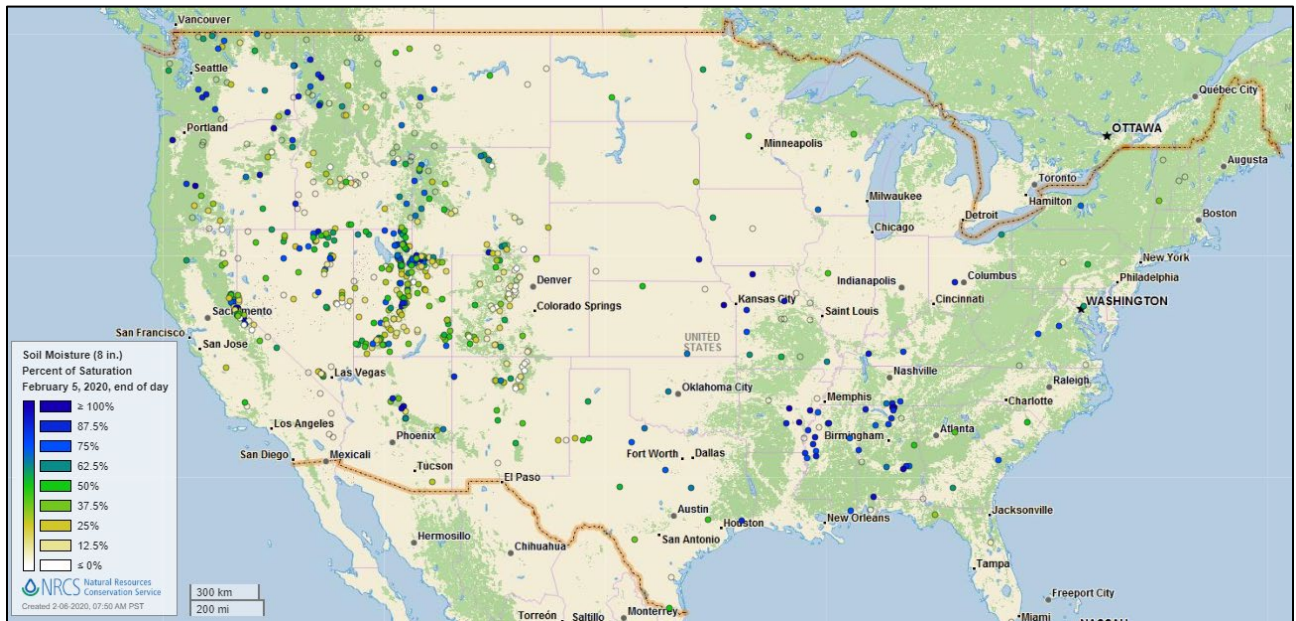 Vancouver
Seattle
Québec City
OTTAWA
Portland
Minneapolis
Augusta
Toronto
Hamilton
Milwaukee
Detroit
Boston
Chicago
New York
Denver
Indianapolis
Columbus
Philadelphia
Colorado Springs
Kansas City
Cincinnati
WASHINGTON
Sacramento
Saint Louis
San Francisco
San Jose
UNITED
STATES
Las Vegas
Nashville
Raleigh
Oklahoma City
Memphis
Charlotte
Los Angeles
Phoenix
Birmingham
Atlanta
San Diego
Mexicali
Tucson
Fort Worth
Dallas
El Paso
Jacksonville
Austin
Houston
New Orleans
Hermosillo
Chihuahua
San Antonio
Tampa
Freeport City
Monterrey
Torreón
Saltillo
Miami
NASSAU
Soil Moisture (8 in.)
Percent of Saturation
February 5, 2020, end of day
≥ 100%
87.5%
75%
62.5%
50%
37.5%
25%
12.5%
≤ 0%
NRCS Natural Resources
Conservation Service
Created 2-06-2020, 07:50 AM PST
300 km
200 mi